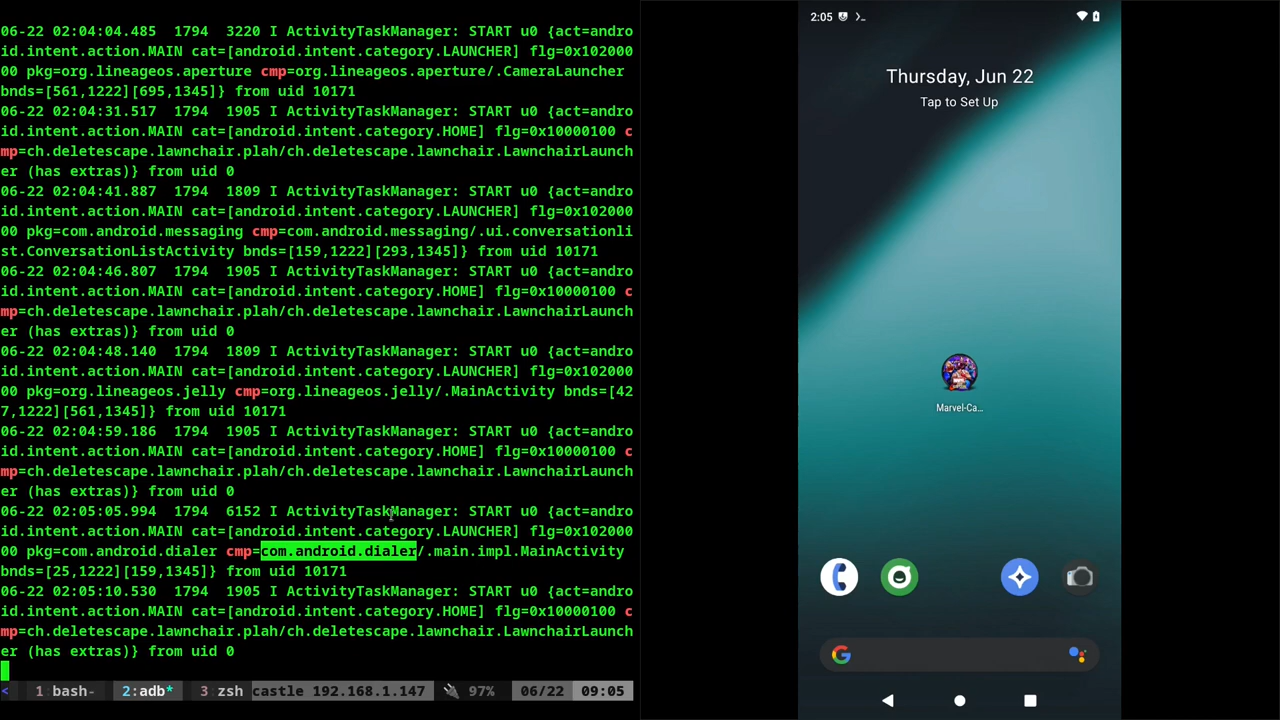 06-22 02:04:04.485  1794  3220 I ActivityTaskManager: START u0 {act=andro
id.intent.action.MAIN cat=[android.intent.category.LAUNCHER] flg=0x102000
00 pkg=org.lineageos.aperture cmp=org.lineageos.aperture/.CameraLauncher
bnds=[561,1222][695,1345]} from uid 10171
06-22 02:04:31.517  1794  1905 I ActivityTaskManager: START u0 {act=andro
id.intent.action.MAIN cat=[android.intent.category.HOME] flg=0x10000100 c
mp=ch.deletescape.lawnchair.plah/ch.deletescape.lawnchair.LawnchairLaunch
er (has extras)} from uid 0
06-22 02:04:41.887  1794  1809 I ActivityTaskManager: START u0 {act=andro
id.intent.action.MAIN cat=[android.intent.category.LAUNCHER] flg=0x102000
00 pkg=com.android.messaging cmp=com.android.messaging/.ui.conversationli
st.ConversationListActivity bnds=[159,1222][293,1345]} from uid 10171
06-22 02:04:46.807  1794  1905 I ActivityTaskManager: START u0 {act=andro
id.intent.action.MAIN cat=[android.intent.category.HOME] flg=0x10000100 c
mp=ch.deletescape.lawnchair.plah/ch.deletescape.lawnchair.LawnchairLaunch
er (has extras)} from uid 0
06-22 02:04:48.140  1794  1809 I ActivityTaskManager: START u0 {act=andro
id.intent.action.MAIN cat=[android.intent.category.LAUNCHER] flg=0x102000
00 pkg=org.lineageos.jelly cmp=org.lineageos.jelly/.MainActivity bnds=[42
7,1222][561,1345]} from uid 10171
06-22 02:04:59.186  1794  1905 I ActivityTaskManager: START u0 {act=andro
id.intent.action.MAIN cat=[android.intent.category.HOME] flg=0x10000100 c
mp=ch.deletescape.lawnchair.plah/ch.deletescape.lawnchair.LawnchairLaunch
er (has extras)} from uid 0
06-22 02:05:05.994  1794  6152 I ActivityTaskManager: START u0 {act=andro
id.intent.action.MAIN cat=[android.intent.category.LAUNCHER] flg=0x102000
00 pkg=com.android.dialer cmp=com.android.dialer/.main.impl.MainActivity
bnds=[25,1222][159,1345]} from uid 10171
06-22 02:05:10.530  1794  1905 I ActivityTaskManager: START u0 {act=andro
id.intent.action.MAIN cat=[android.intent.category.HOME] flg=0x10000100 c
mp=ch.deletescape.lawnchair.plah/ch.deletescape.lawnchair.LawnchairLaunch
er (has extras)} from uid 0
< 1 bash- 2:adb* 3 zsh castle 192.168.1.147 97% 06/22 09:05
2:05
Thursday, Jun 22
Tap to Set Up
Marvel-Ca...